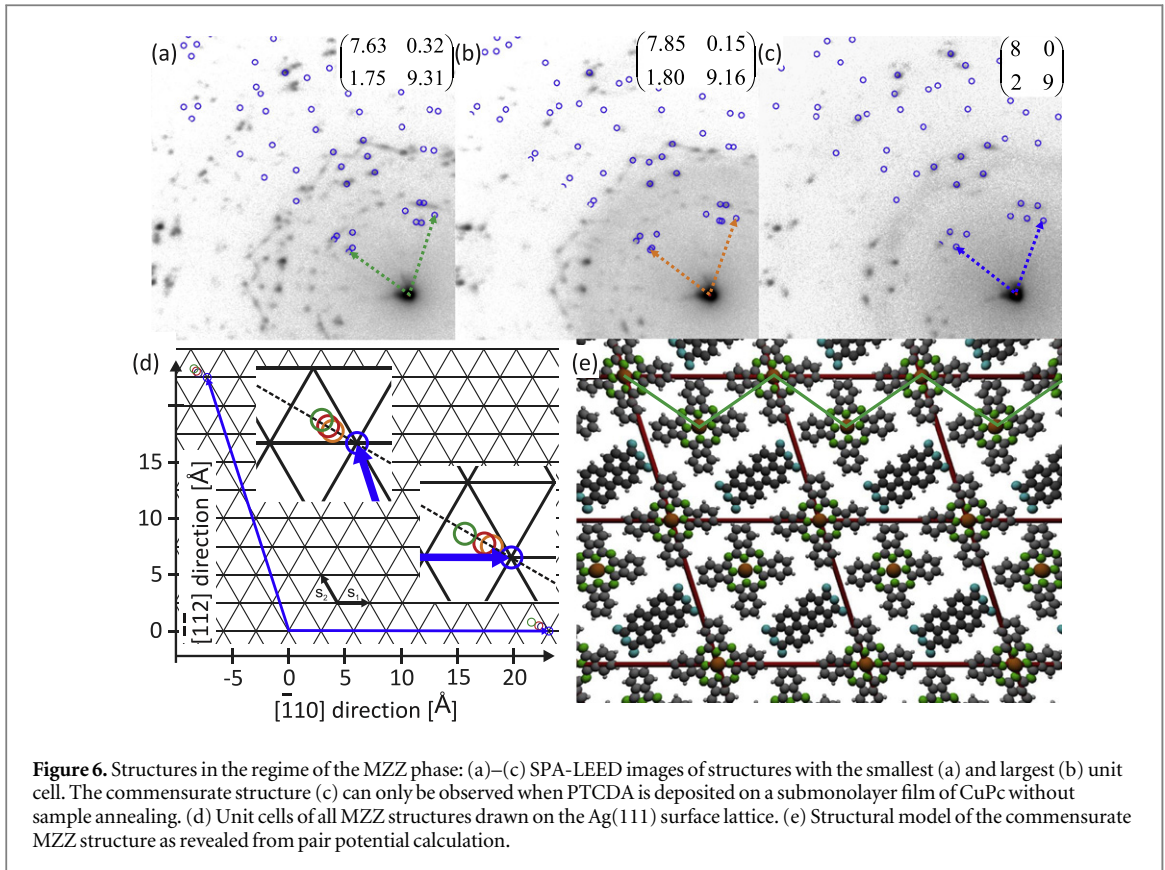 (a)
7.63 0.32
1.75 9.31
(b)
7.85 0.15
1.80 9.16
(c)
8 0
2 9
(d)
[112] direction [Å]
15
10
5
0
s₂ s₁
-5 0 5 10 15 20
[1̄10] direction [Å]
(e)
Figure 6. Structures in the regime of the MZZ phase: (a)–(c) SPA-LEED images of structures with the smallest (a) and largest (b) unit
cell. The commensurate structure (c) can only be observed when PTCDA is deposited on a submonolayer film of CuPc without
sample annealing. (d) Unit cells of all MZZ structures drawn on the Ag(111) surface lattice. (e) Structural model of the commensurate
MZZ structure as revealed from pair potential calculation.